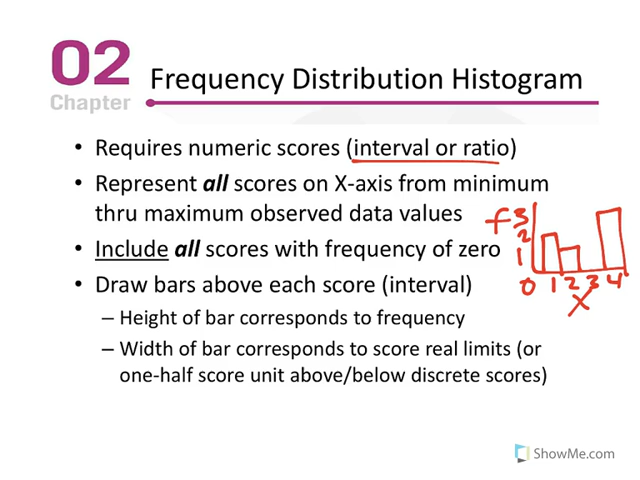 02
Chapter
Frequency Distribution Histogram
• Requires numeric scores (interval or ratio)
• Represent all scores on X-axis from minimum
thru maximum observed data values
• Include all scores with frequency of zero
• Draw bars above each score (interval)
– Height of bar corresponds to frequency
– Width of bar corresponds to score real limits (or
one-half score unit above/below discrete scores)
f 3
2
1
0 1 2 3 4
X
ShowMe.com